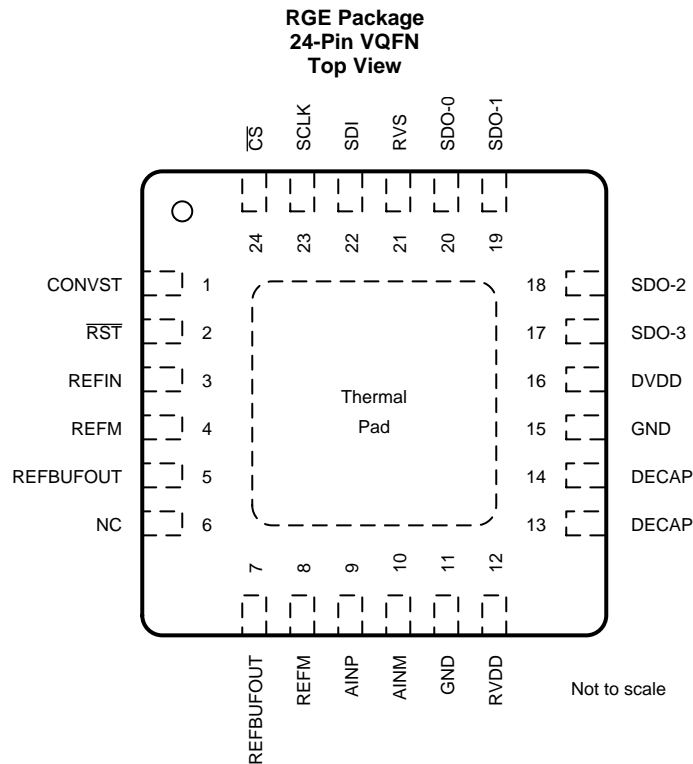 RGE Package
24-Pin VQFN
Top View
CS
SCLK
SDI
RVS
SDO-0
SDO-1
24
23
22
21
20
19
CONVST 1
RST 2
REFIN 3
REFM 4
REFBUFOUT 5
NC 6
Thermal
Pad
18 SDO-2
17 SDO-3
16 DVDD
15 GND
14 DECAP
13 DECAP
7
8
9
10
11
12
REFBUFOUT
REFM
AINP
AINM
GND
RVDD
Not to scale